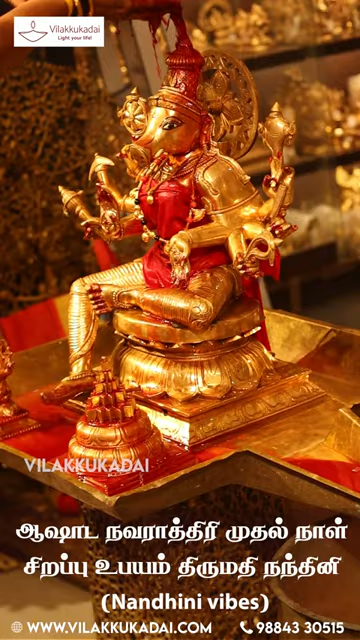 Vilakkukadai
Light your life!
VILAKKUKADAI
ஆஷாட நவராத்திரி முதல் நாள்
சிறப்பு உபயம் திருமதி நந்தினி
(Nandhini vibes)
WWW.VILAKKUKADAI.COM 98843 30515